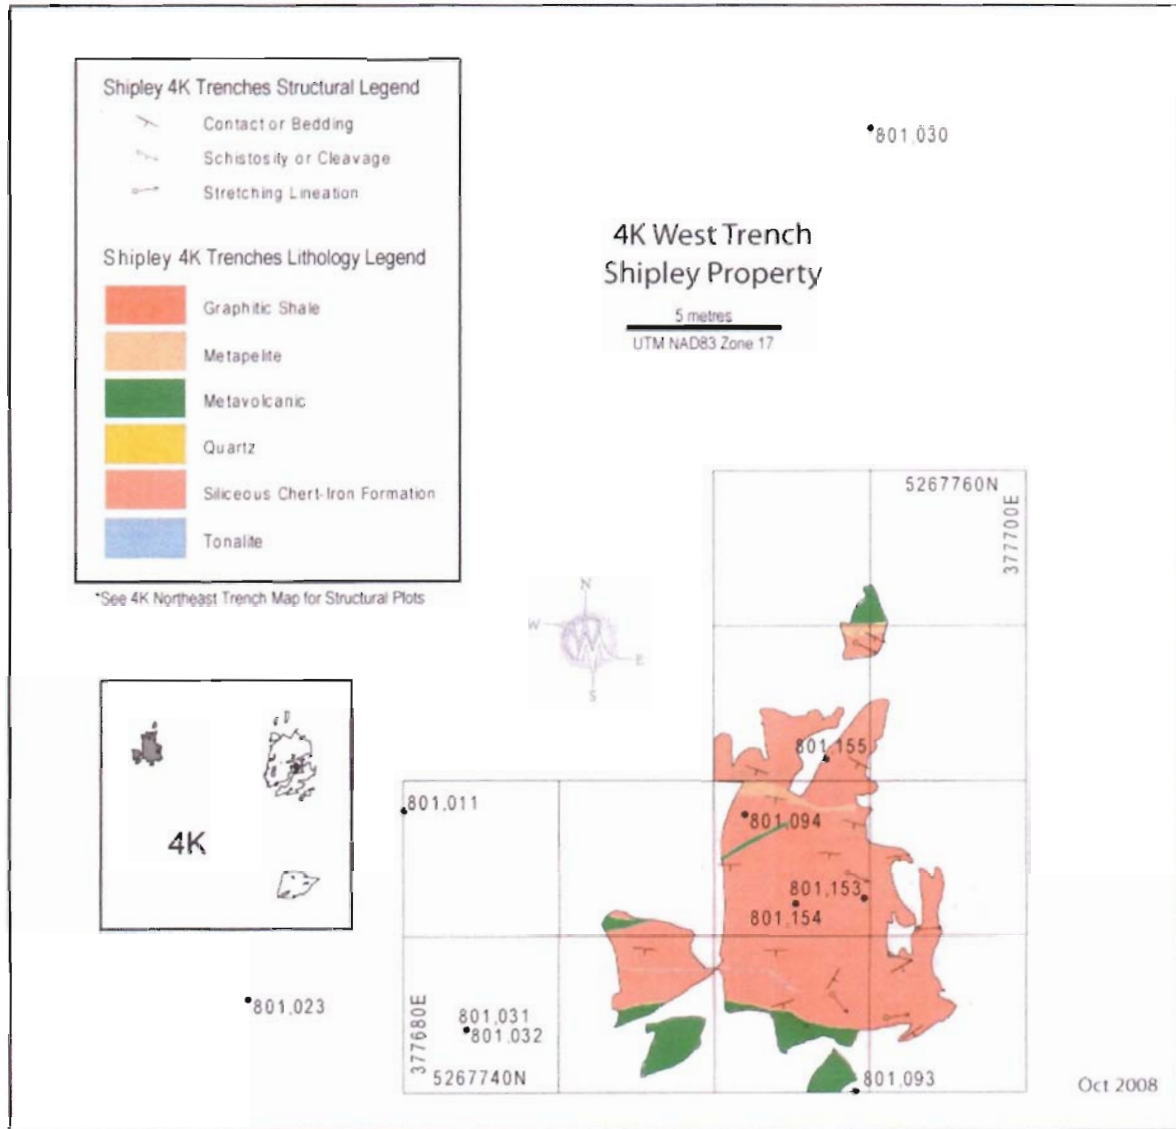 Shipley 4K Trenches Structural Legend
Contact or Bedding
Schistosity or Cleavage
Stretching Lineation
Shipley 4K Trenches Lithology Legend
Graphitic Shale
Metapelite
Metavolcanic
Quartz
Siliceous Chert-Iron Formation
Tonalite
*See 4K Northeast Trench Map for Structural Plots
801,030
4K West Trench
Shipley Property
5 metres
UTM NAD83 Zone 17
N
W
E
S
5267760N
377700E
4K
801,155
801,011
801,094
801,153
801,154
801,023
801,031
801,032
377680E
5267740N
801,093
Oct 2008